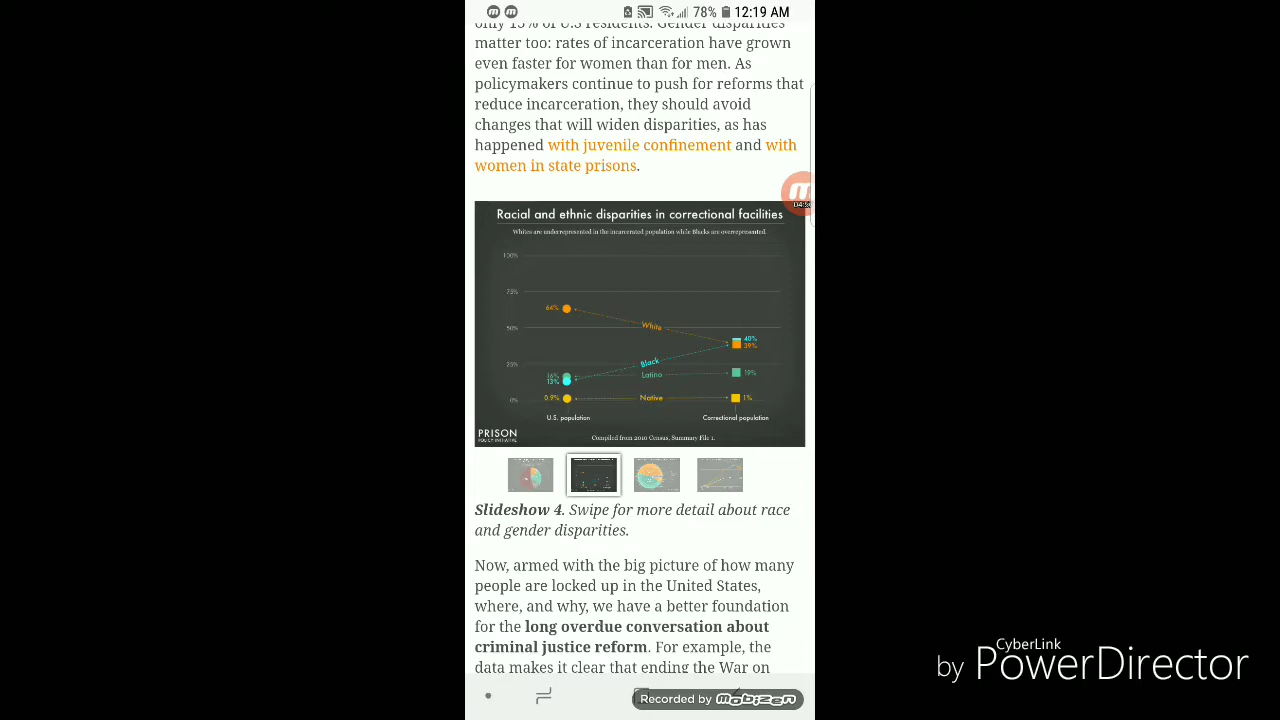 78% 12:19 AM
only 13% of U.S residents. Gender disparities
matter too: rates of incarceration have grown
even faster for women than for men. As
policymakers continue to push for reforms that
reduce incarceration, they should avoid
changes that will widen disparities, as has
happened with juvenile confinement and with
women in state prisons.
04:5
Racial and ethnic disparities in correctional facilities
Whites are underrepresented in the incarcerated population while Blacks are overrepresented.
100%
75%
64%
White
50%
40%
39%
Black
25%
16%
Latino
19%
13%
0.9%
Native
1%
0%
U.S. population
Correctional population
PRISON
POLICY INITIATIVE
Compiled from 2010 Census, Summary File 1.
Slideshow 4. Swipe for more detail about race
and gender disparities.
Now, armed with the big picture of how many
people are locked up in the United States,
where, and why, we have a better foundation
for the long overdue conversation about
criminal justice reform. For example, the
data makes it clear that ending the War on
Recorded by mobizen
CyberLink
by PowerDirector